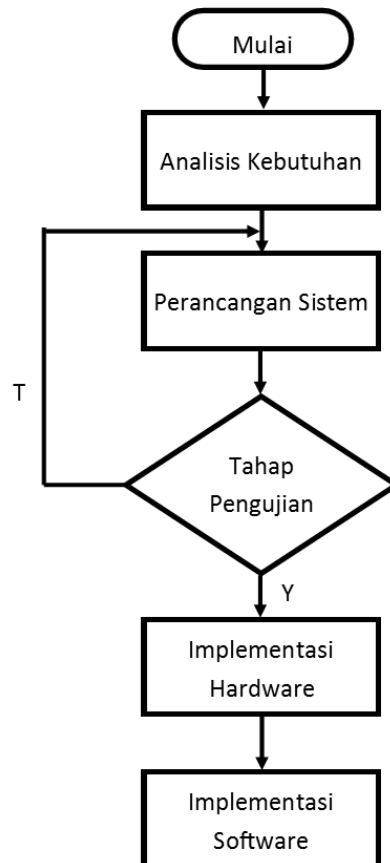 Mulai
Analisis Kebutuhan
Perancangan Sistem
T
Tahap
Pengujian
Y
Implementasi
Hardware
Implementasi
Software